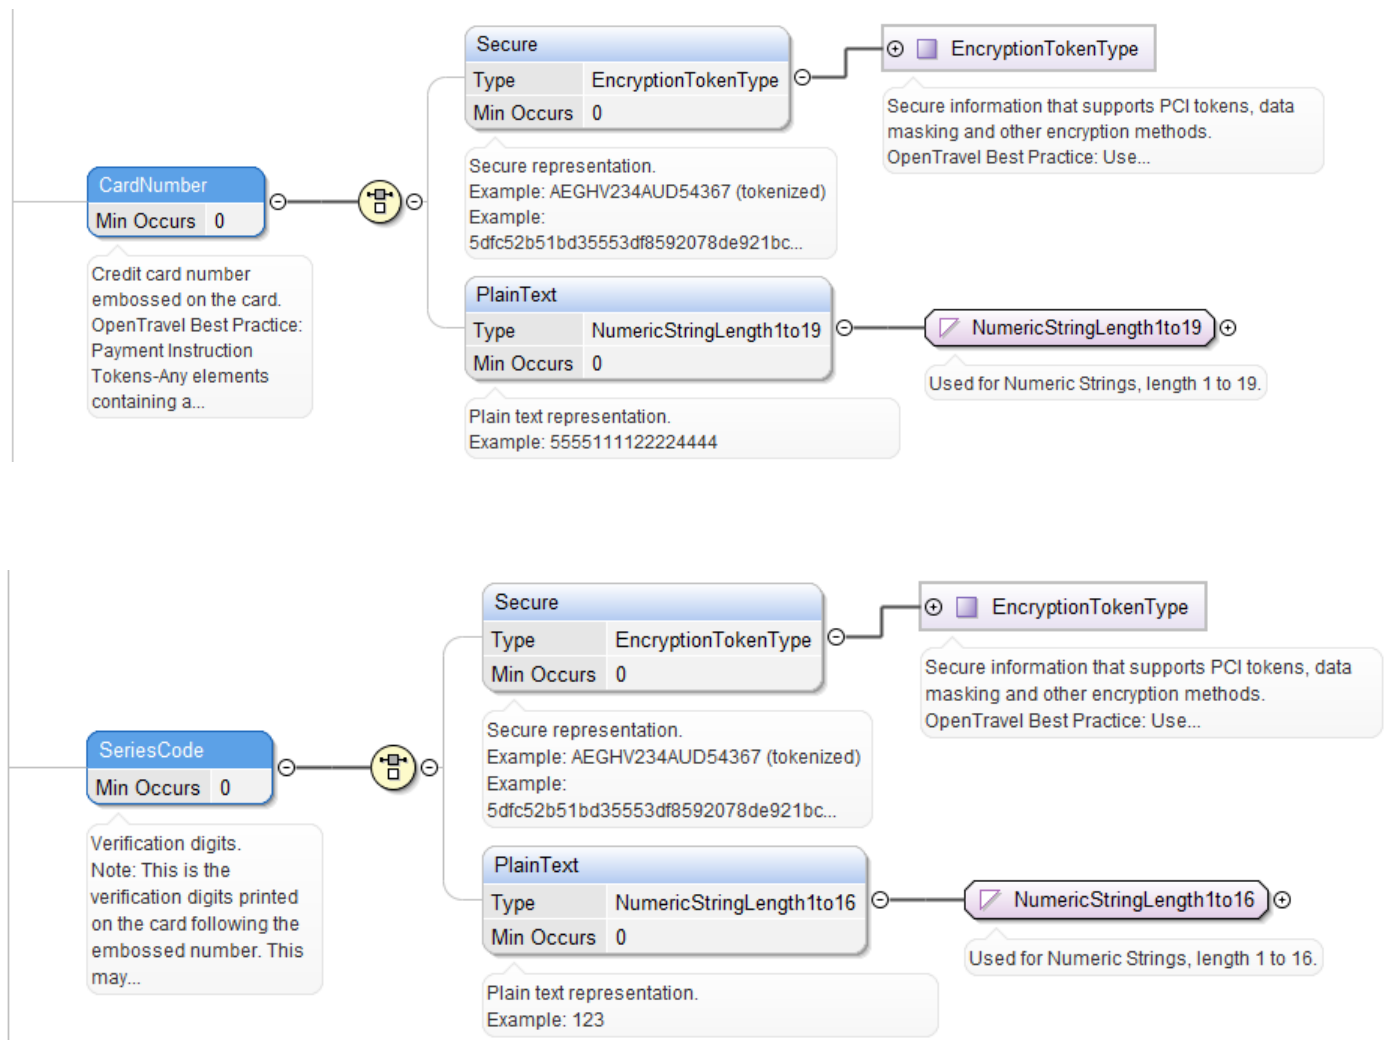 Secure
Type EncryptionTokenType
Min Occurs 0
EncryptionTokenType
Secure information that supports PCI tokens, data
masking and other encryption methods.
OpenTravel Best Practice: Use...
Secure representation.
Example: AEGHV234AUD54367 (tokenized)
Example:
5dfc52b51bd35553df8592078de921bc...
CardNumber
Min Occurs 0
Credit card number
embossed on the card.
OpenTravel Best Practice:
Payment Instruction
Tokens-Any elements
containing a...
PlainText
Type NumericStringLength1to19
Min Occurs 0
NumericStringLength1to19
Used for Numeric Strings, length 1 to 19.
Plain text representation.
Example: 5555111122224444
Secure
Type EncryptionTokenType
Min Occurs 0
EncryptionTokenType
Secure information that supports PCI tokens, data
masking and other encryption methods.
OpenTravel Best Practice: Use...
Secure representation.
Example: AEGHV234AUD54367 (tokenized)
Example:
5dfc52b51bd35553df8592078de921bc...
SeriesCode
Min Occurs 0
Verification digits.
Note: This is the
verification digits printed
on the card following the
embossed number. This
may...
PlainText
Type NumericStringLength1to16
Min Occurs 0
NumericStringLength1to16
Used for Numeric Strings, length 1 to 16.
Plain text representation.
Example: 123